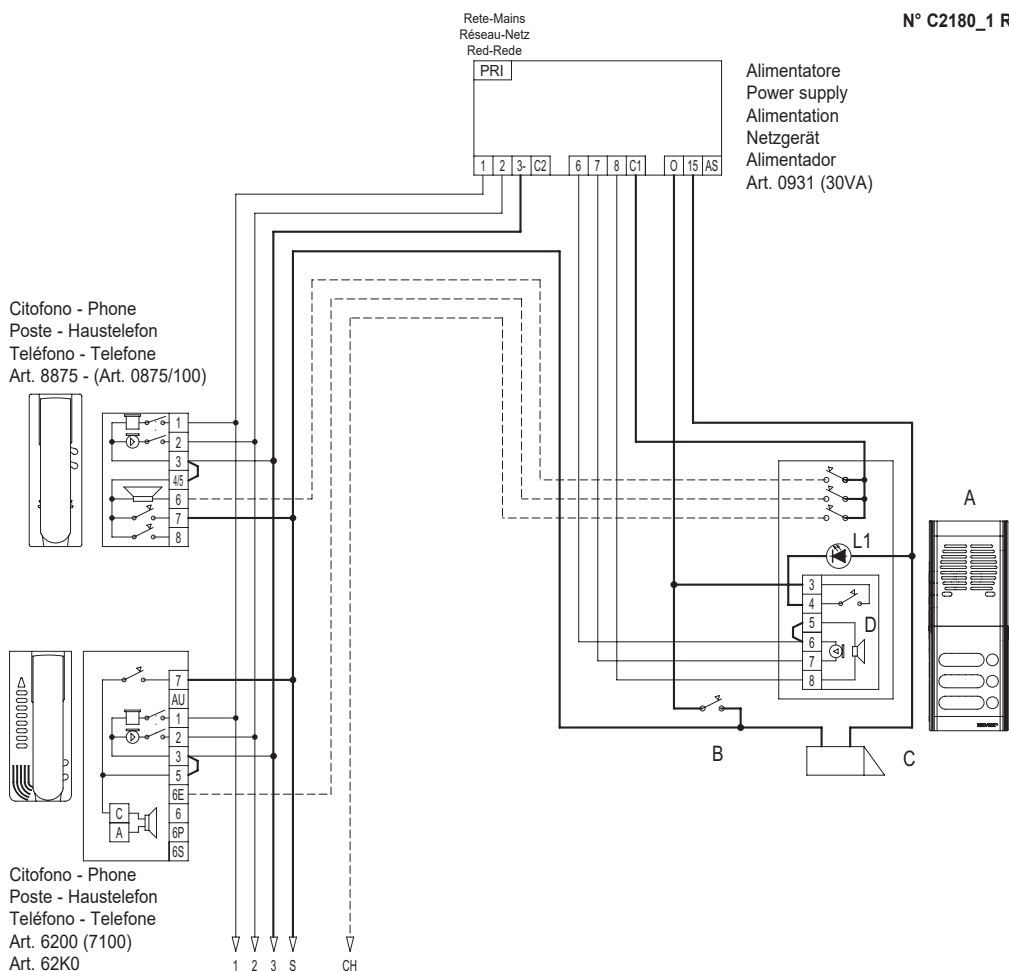 N° C2180_1 R
Rete-Mains
Réseau-Netz
Red-Rede
PRI
1 2 3- C2 6 7 8 C1 O 15 AS
Alimentatore
Power supply
Alimentation
Netzgerät
Alimentador
Art. 0931 (30VA)
Citofono - Phone
Poste - Haustelefon
Teléfono - Telefone
Art. 8875 - (Art. 0875/100)
1
2
3
4/5
6
7
8
A
L1
3
4
5
6
7
8
D
B
C
7
AU
1
2
3
5
6E
6
6P
6S
C
A
Citofono - Phone
Poste - Haustelefon
Teléfono - Telefone
Art. 6200 (7100)
Art. 62K0
1 2 3 S CH